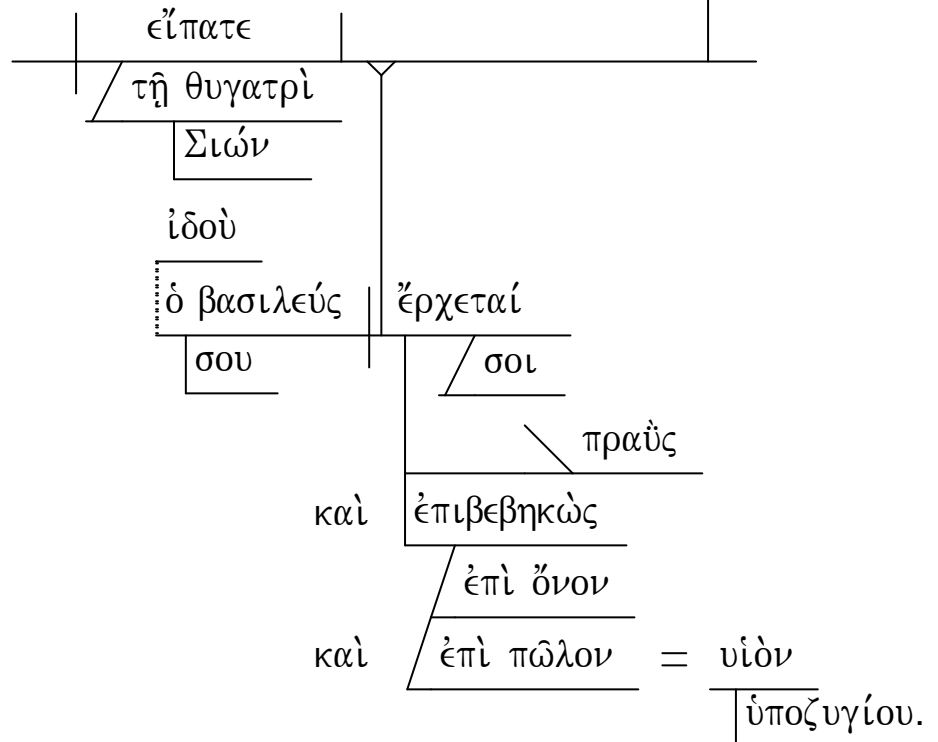 εἴπατε
τῇ θυγατρὶ
Σιών
ἰδοὺ
ὁ βασιλεύς ἔρχεταί
σου σοι
πραῢς
καὶ ἐπιβεβηκὼς
ἐπὶ ὄνον
καὶ ἐπὶ πῶλον = υἱὸν
ὑποζυγίου.